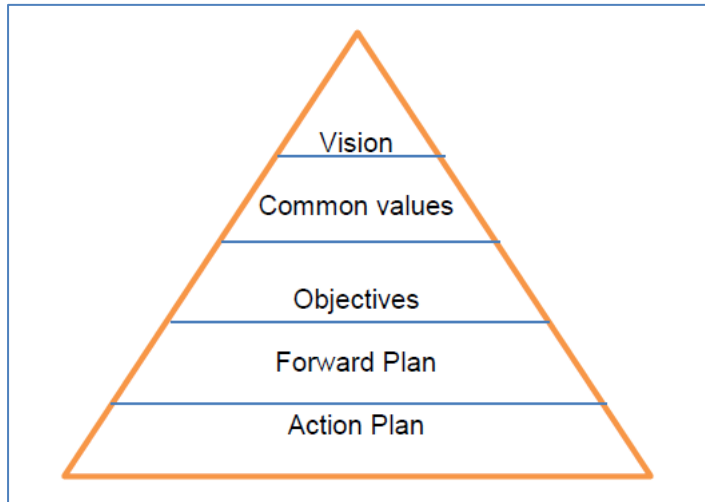 Vision
Common values
Objectives
Forward Plan
Action Plan